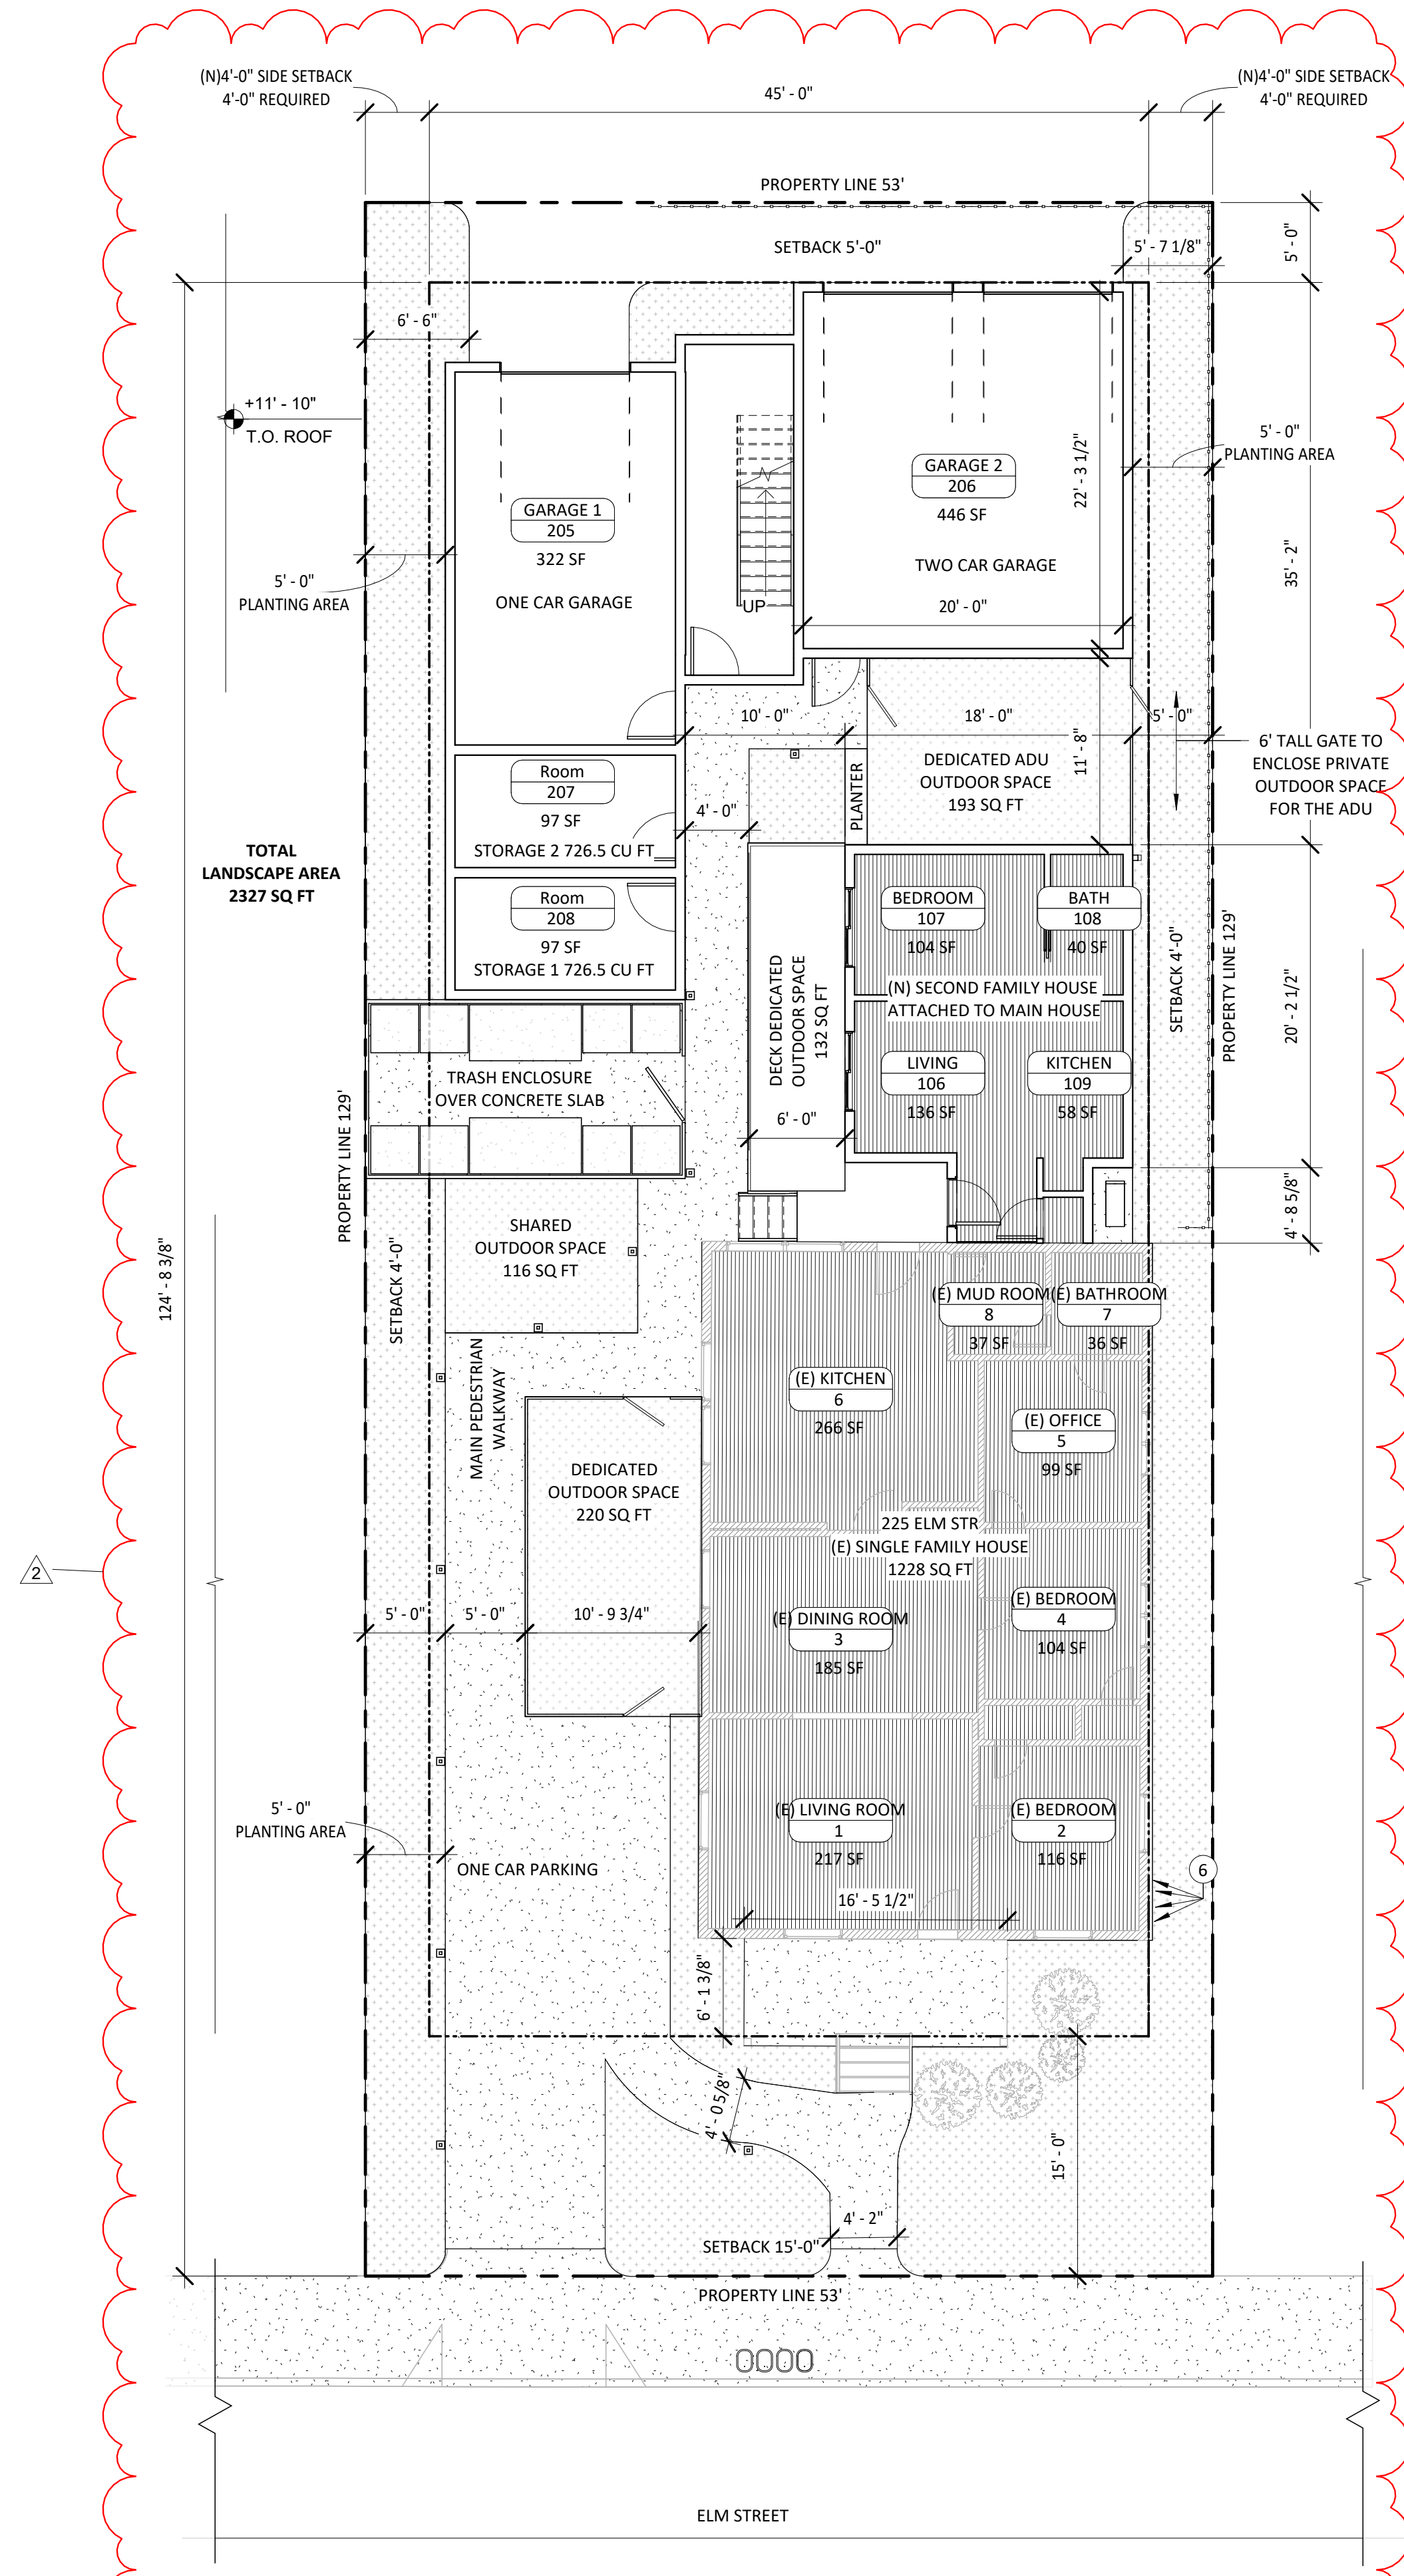 (N)4'-0" SIDE SETBACK
4'-0" REQUIRED
45' - 0"
(N)4'-0" SIDE SETBACK
4'-0" REQUIRED
PROPERTY LINE 53'
SETBACK 5'-0"
5' - 7 1/8"
5' - 0"
6' - 6"
+11' - 10"
T.O. ROOF
GARAGE 1
205
322 SF
ONE CAR GARAGE
UP
GARAGE 2
206
446 SF
TWO CAR GARAGE
20' - 0"
22' - 3 1/2"
5' - 0"
PLANTING AREA
35' - 2"
5' - 0"
PLANTING AREA
10' - 0"
18' - 0"
5' - 0"
11' - 8"
DEDICATED ADU
OUTDOOR SPACE
193 SQ FT
PLANTER
6' TALL GATE TO
ENCLOSE PRIVATE
OUTDOOR SPACE
FOR THE ADU
Room
207
97 SF
STORAGE 2 726.5 CU FT
4' - 0"
Room
208
97 SF
STORAGE 1 726.5 CU FT
TOTAL
LANDSCAPE AREA
2327 SQ FT
BEDROOM
107
104 SF
BATH
108
40 SF
(N) SECOND FAMILY HOUSE
ATTACHED TO MAIN HOUSE
DECK DEDICATED
OUTDOOR SPACE
132 SQ FT
6' - 0"
LIVING
106
136 SF
KITCHEN
109
58 SF
SETBACK 4'-0"
PROPERTY LINE 129'
20' - 2 1/2"
4' - 8 5/8"
TRASH ENCLOSURE
OVER CONCRETE SLAB
PROPERTY LINE 129'
SETBACK 4'-0"
124' - 8 3/8"
SHARED
OUTDOOR SPACE
116 SQ FT
MAIN PEDESTRIAN
WALKWAY
(E) MUD ROOM
8
37 SF
(E) BATHROOM
7
36 SF
(E) KITCHEN
6
266 SF
(E) OFFICE
5
99 SF
DEDICATED
OUTDOOR SPACE
220 SQ FT
225 ELM STR
(E) SINGLE FAMILY HOUSE
1228 SQ FT
2
5' - 0"
5' - 0"
10' - 9 3/4"
(E) DINING ROOM
3
185 SF
(E) BEDROOM
4
104 SF
5' - 0"
PLANTING AREA
ONE CAR PARKING
(E) LIVING ROOM
1
217 SF
(E) BEDROOM
2
116 SF
6
16' - 5 1/2"
6' - 1 3/8"
4' - 0 5/8"
15' - 0"
4' - 2"
SETBACK 15'-0"
PROPERTY LINE 53'
ELM STREET